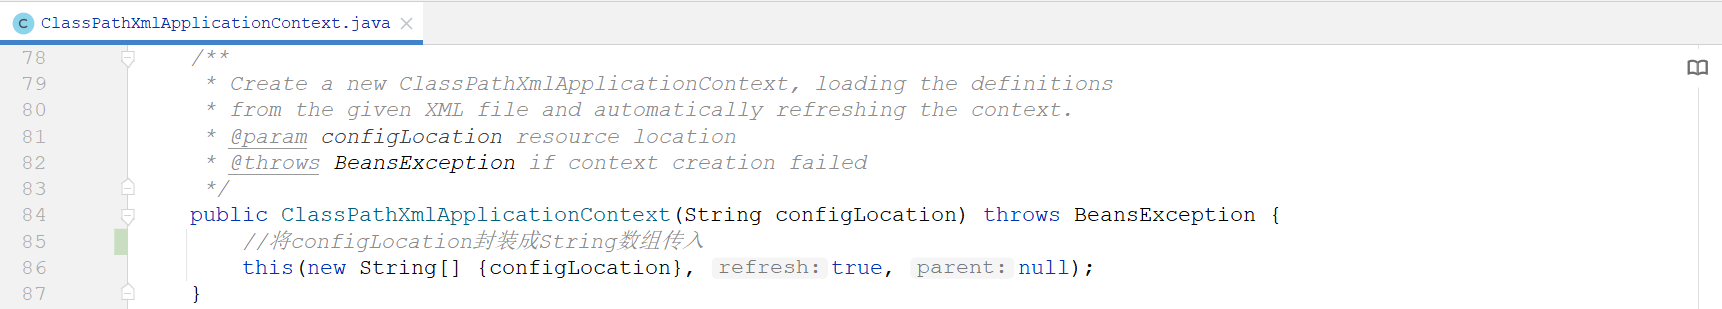 C ClassPathXmlApplicationContext.java
78 /**
79 * Create a new ClassPathXmlApplicationContext, loading the definitions
80 * from the given XML file and automatically refreshing the context.
81 * @param configLocation resource location
82 * @throws BeansException if context creation failed
83 */
84 public ClassPathXmlApplicationContext(String configLocation) throws BeansException {
85 //将configLocation封装成String数组传入
86 this(new String[] {configLocation}, refresh: true, parent: null);
87 }